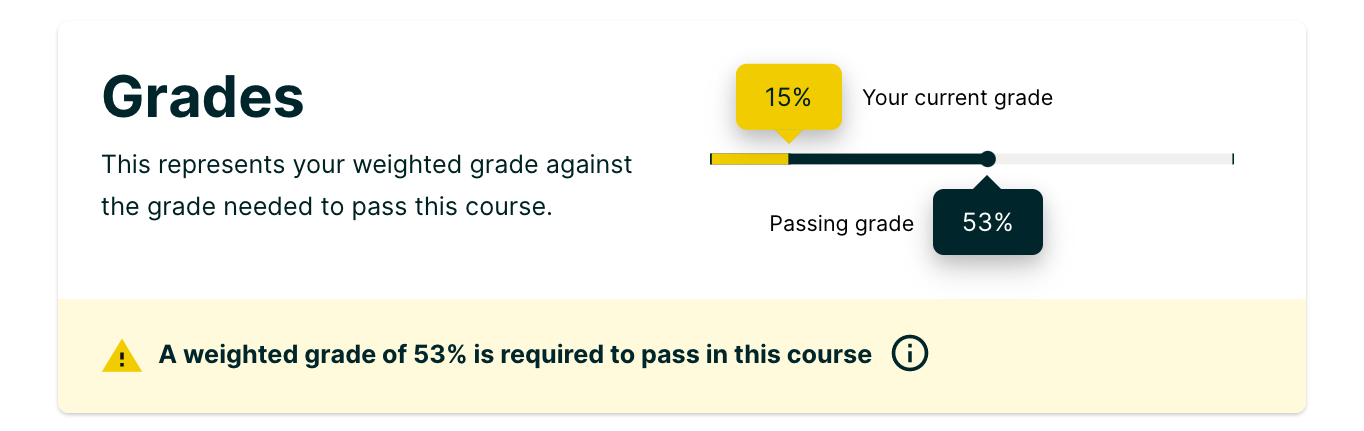 Grades
This represents your weighted grade against
the grade needed to pass this course.
15%
Your current grade
Passing grade
53%
A weighted grade of 53% is required to pass in this course